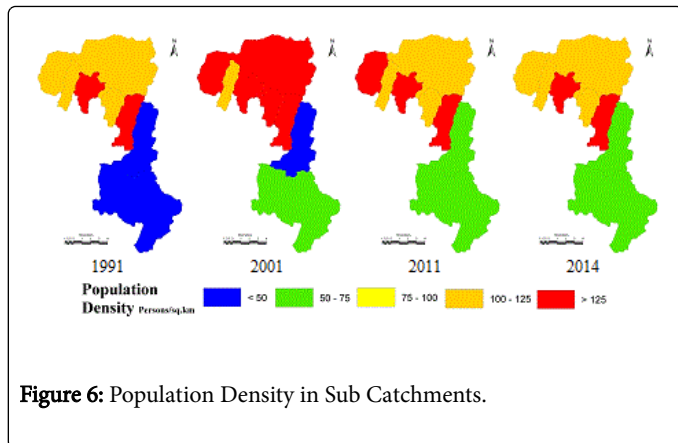 N N N N
1991 2001 2011 2014
Population
Density Persons/sq.km < 50 50 - 75 75 - 100 100 - 125 > 125
Figure 6: Population Density in Sub Catchments.